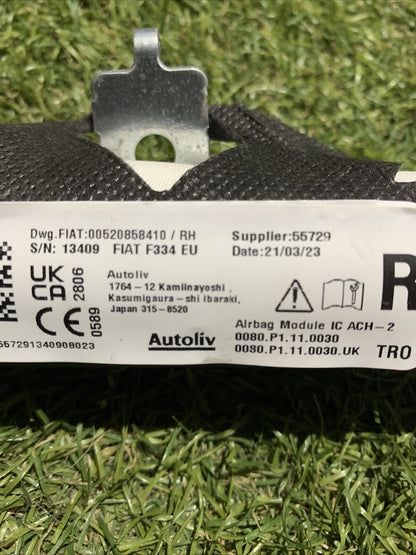 Dwg.FIAT:00520858410 / RH
S/N: 13409 FIAT F334 EU
Supplier:55729
Date:21/03/23
UK
CA
2806
CE
0589
Autoliv
1764-12 Kamiinayoshi,
Kasumigaura-shi Ibaraki,
Japan 315-8520
Autoliv
R
Airbag Module IC ACH-2
0080.P1.11.0030
0080.P1.11.0030.UK
TRO
557291340908023